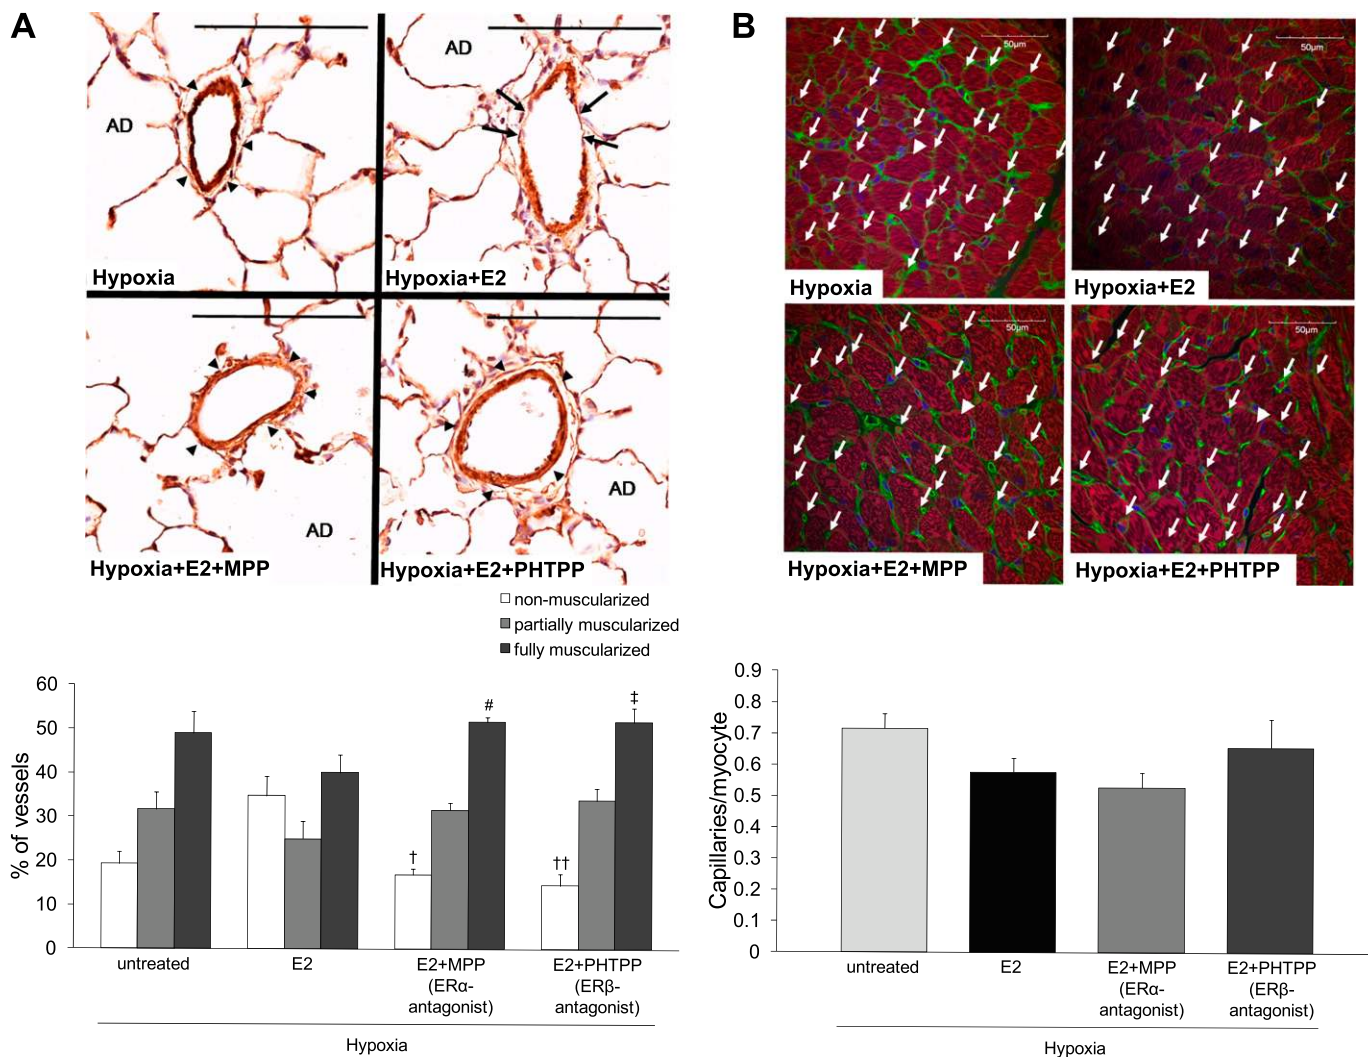 A
B
AD
Hypoxia
AD
Hypoxia+E2
AD
Hypoxia+E2+MPP
AD
Hypoxia+E2+PHTPP
50µm
Hypoxia
50µm
Hypoxia+E2
50µm
Hypoxia+E2+MPP
50µm
Hypoxia+E2+PHTPP
non-muscularized
partially muscularized
fully muscularized
% of vessels
60
50
40
30
20
10
0
†
#
††
‡
untreated
E2
E2+MPP
(ERα-
antagonist)
E2+PHTPP
(ERβ-
antagonist)
Hypoxia
Capillaries/myocyte
0.9
0.8
0.7
0.6
0.5
0.4
0.3
0.2
0.1
0
untreated
E2
E2+MPP
(ERα-
antagonist)
E2+PHTPP
(ERβ-
antagonist)
Hypoxia